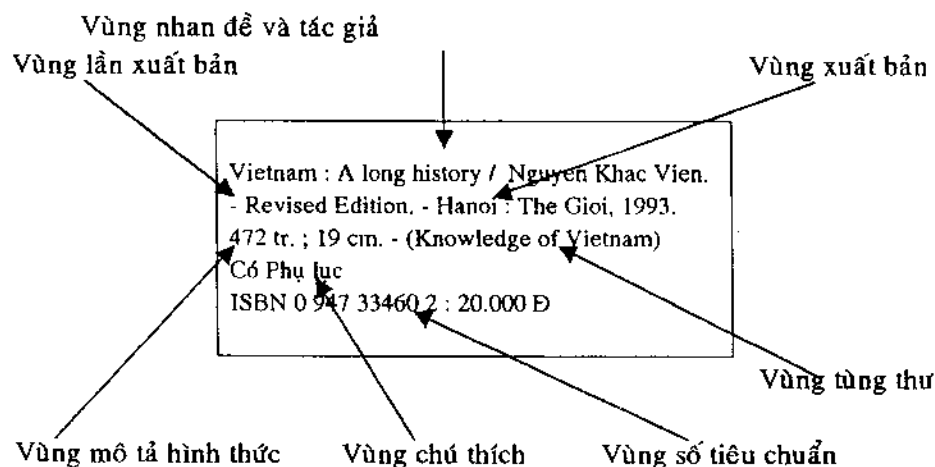 Vùng nhan đề và tác giả
Vùng lần xuất bản
Vùng xuất bản
Vietnam : A long history / Nguyen Khac Vien.
- Revised Edition. - Hanoi : The Gioi, 1993.
472 tr. ; 19 cm. - (Knowledge of Vietnam)
Có Phụ lục
ISBN 0 947 33460 2 : 20.000 Đ
Vùng tùng thư
Vùng mô tả hình thức
Vùng chú thích
Vùng số tiêu chuẩn